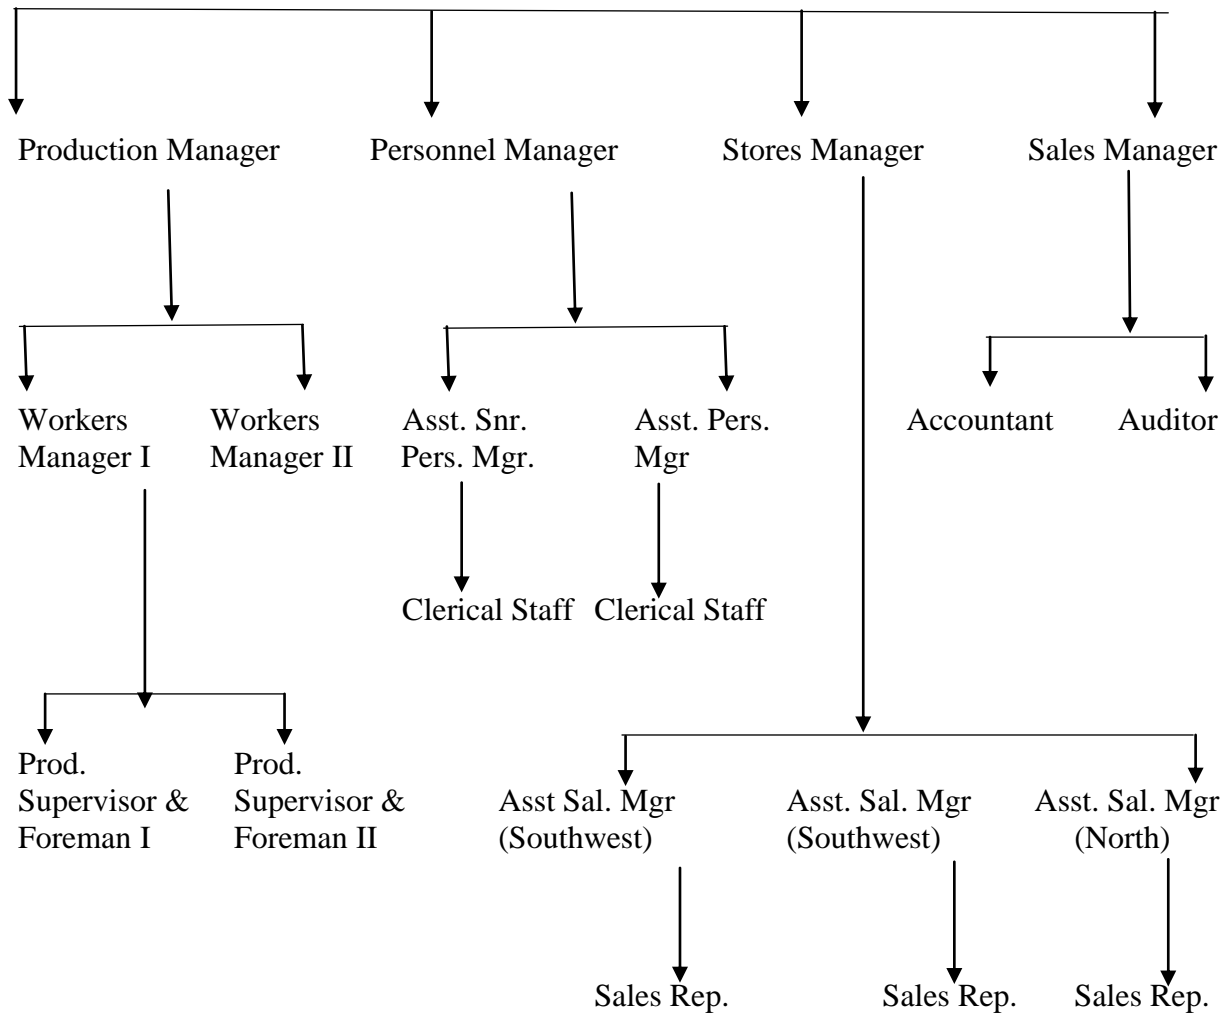 Production Manager
Personnel Manager
Stores Manager
Sales Manager
Workers
Manager I
Workers
Manager II
Asst. Snr.
Pers. Mgr.
Asst. Pers.
Mgr
Accountant
Auditor
Clerical Staff
Clerical Staff
Prod.
Supervisor &
Foreman I
Prod.
Supervisor &
Foreman II
Asst Sal. Mgr
(Southwest)
Asst. Sal. Mgr
(Southwest)
Asst. Sal. Mgr
(North)
Sales Rep.
Sales Rep.
Sales Rep.